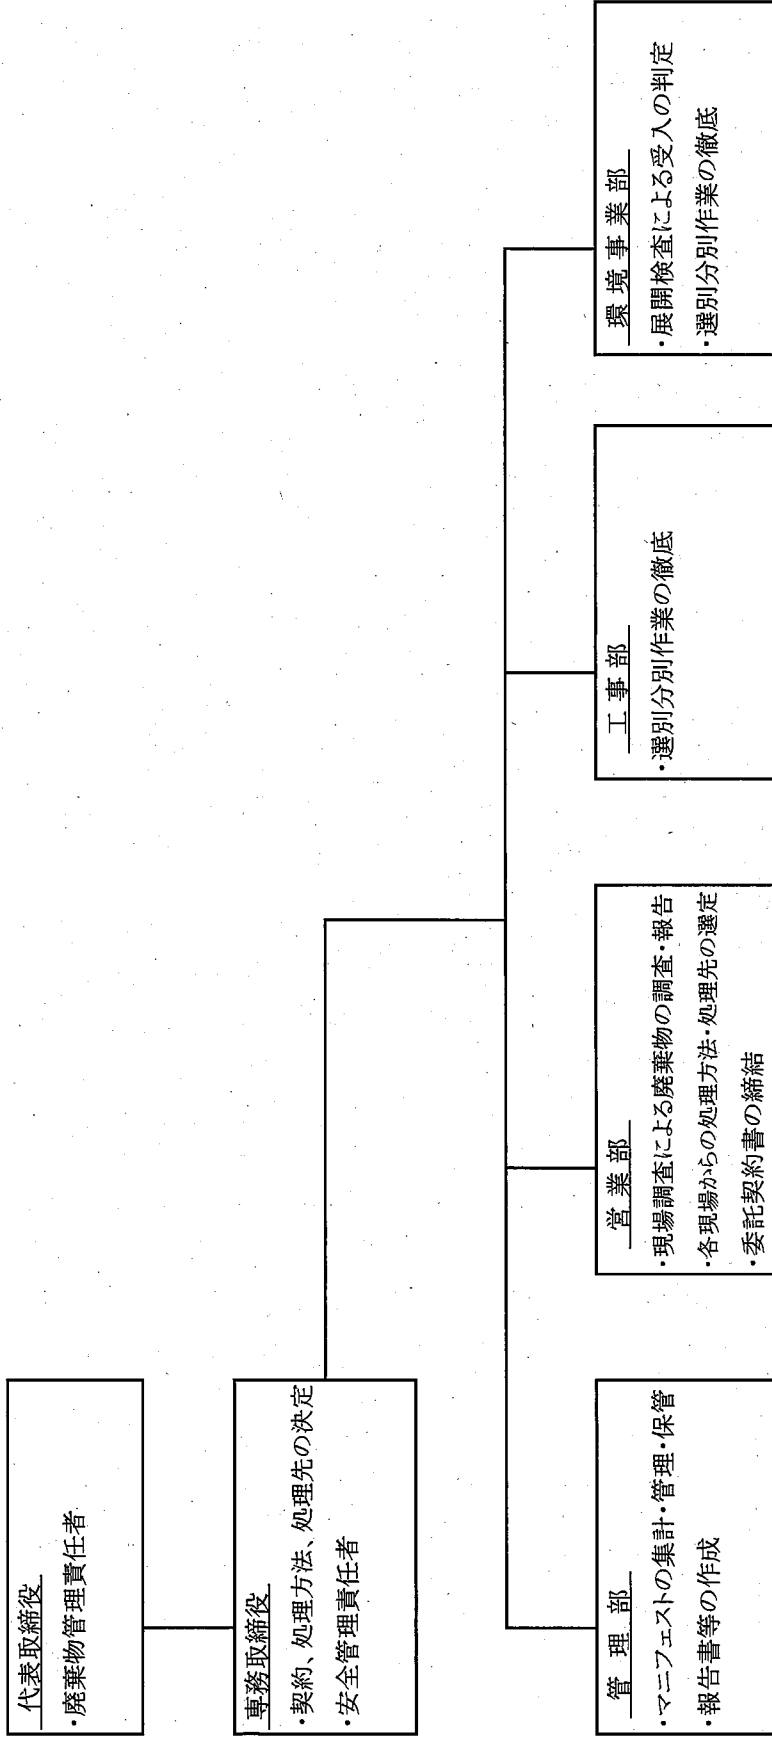 代表取締役
・廃棄物管理責任者
専務取締役
・契約、処理方法、処理先の決定
・安全管理責任者
管理部
・マニフェストの集計・管理・保管
・報告書等の作成
営業部
・現場調査による廃棄物の調査・報告
・各現場からの処理方法・処理先の選定
・委託契約書の締結
工事部
・選別分別作業の徹底
環境事業部
・展開検査による受入の判定
・選別分別作業の徹底